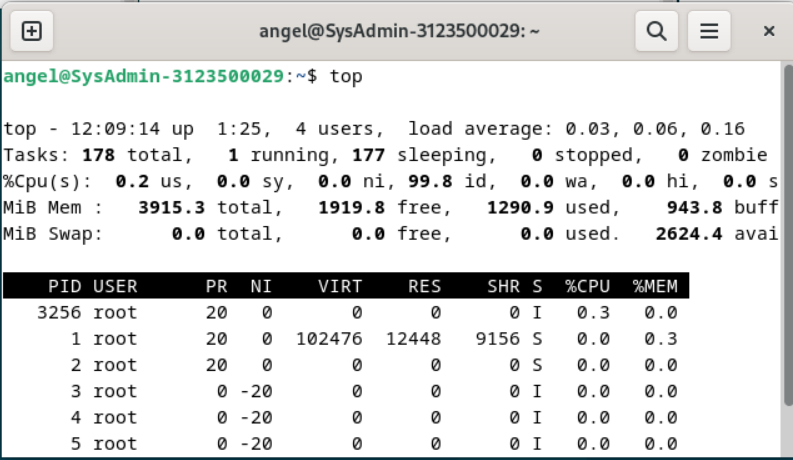 angel@SysAdmin-3123500029: ~
angel@SysAdmin-3123500029:~$ top
top - 12:09:14 up  1:25,  4 users,  load average: 0.03, 0.06, 0.16
Tasks: 178 total,   1 running, 177 sleeping,   0 stopped,   0 zombie
%Cpu(s):  0.2 us,  0.0 sy,  0.0 ni, 99.8 id,  0.0 wa,  0.0 hi,  0.0 s
MiB Mem :   3915.3 total,   1919.8 free,   1290.9 used,    943.8 buff
MiB Swap:      0.0 total,      0.0 free,      0.0 used.   2624.4 avai
PID USER      PR  NI    VIRT    RES    SHR S  %CPU  %MEM
3256 root      20   0       0      0      0 I   0.3   0.0
1 root      20   0  102476  12448   9156 S   0.0   0.3
2 root      20   0       0      0      0 S   0.0   0.0
3 root       0 -20       0      0      0 I   0.0   0.0
4 root       0 -20       0      0      0 I   0.0   0.0
5 root       0 -20       0      0      0 I   0.0   0.0